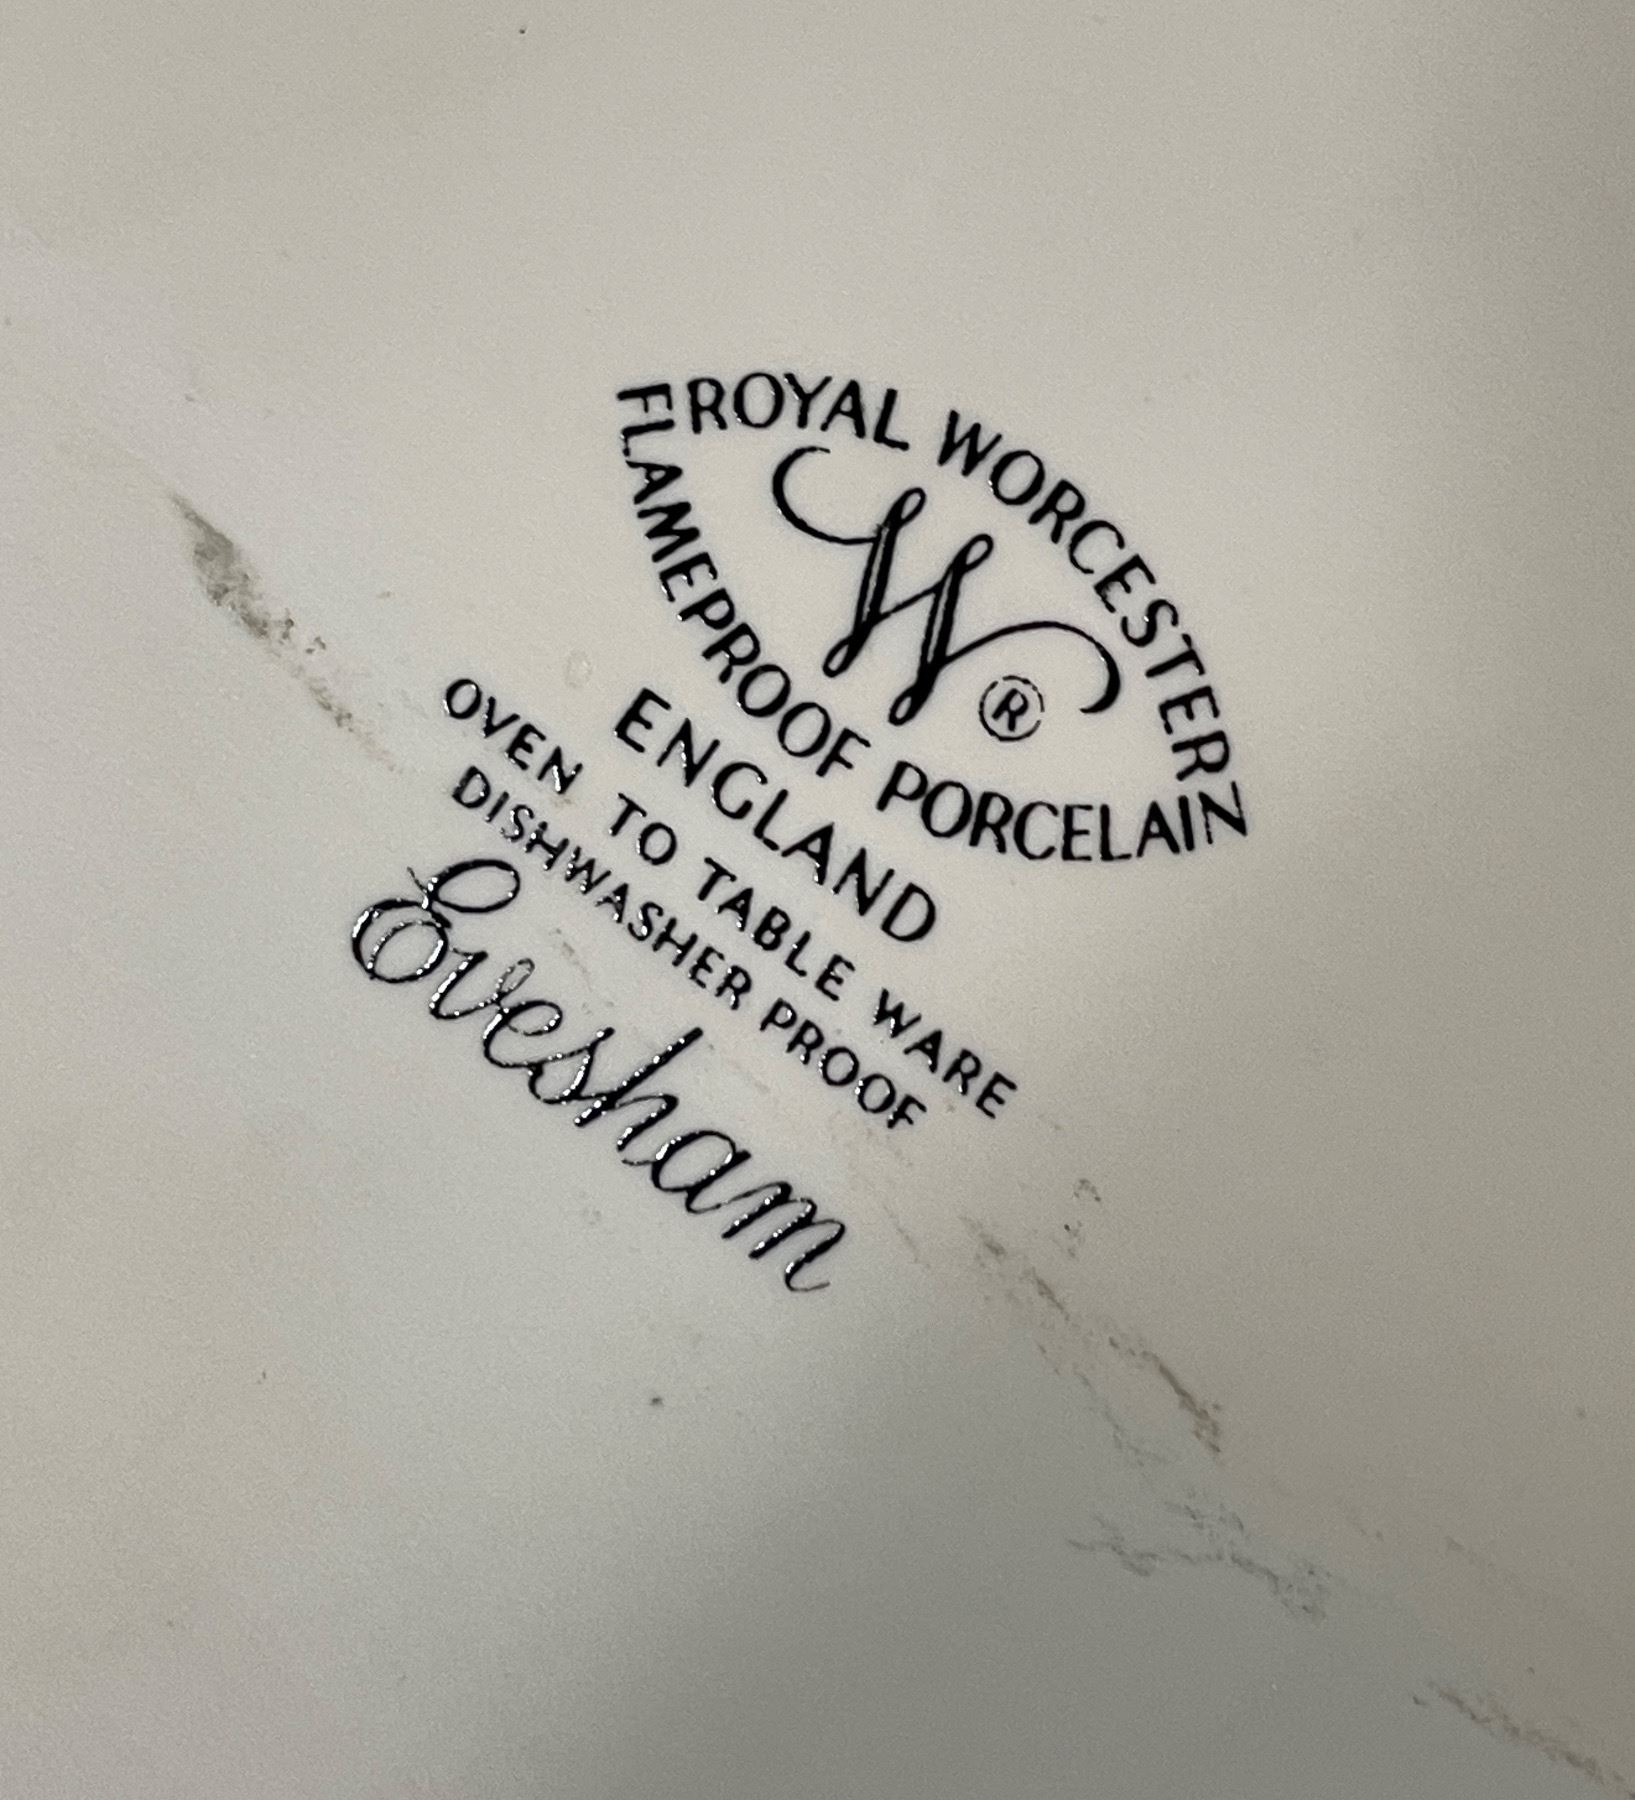 ROYAL WORCESTER
W ®
FLAMEPROOF PORCELAIN
ENGLAND
OVEN TO TABLE WARE
DISHWASHER PROOF
Evesham